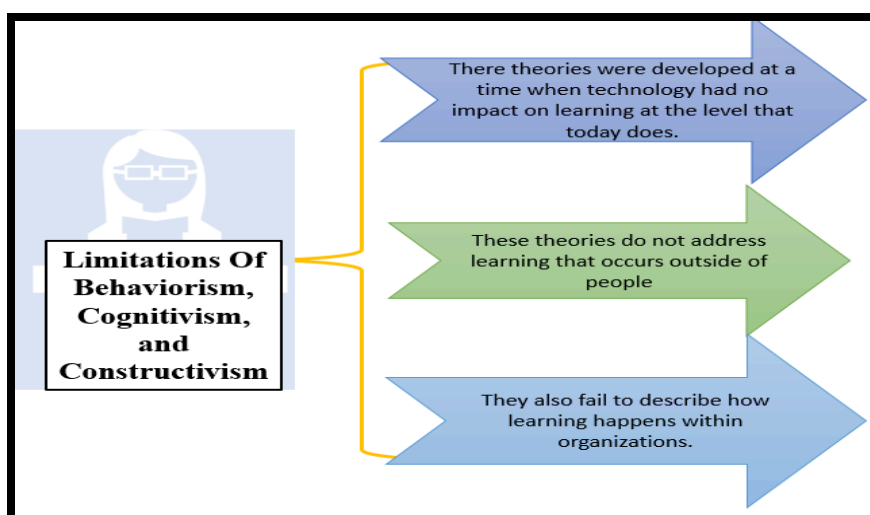 Limitations Of
Behaviorism,
Cognitivism,
and
Constructivism
There theories were developed at a
time when technology had no
impact on learning at the level that
today does.
These theories do not address
learning that occurs outside of
people
They also fail to describe how
learning happens within
organizations.